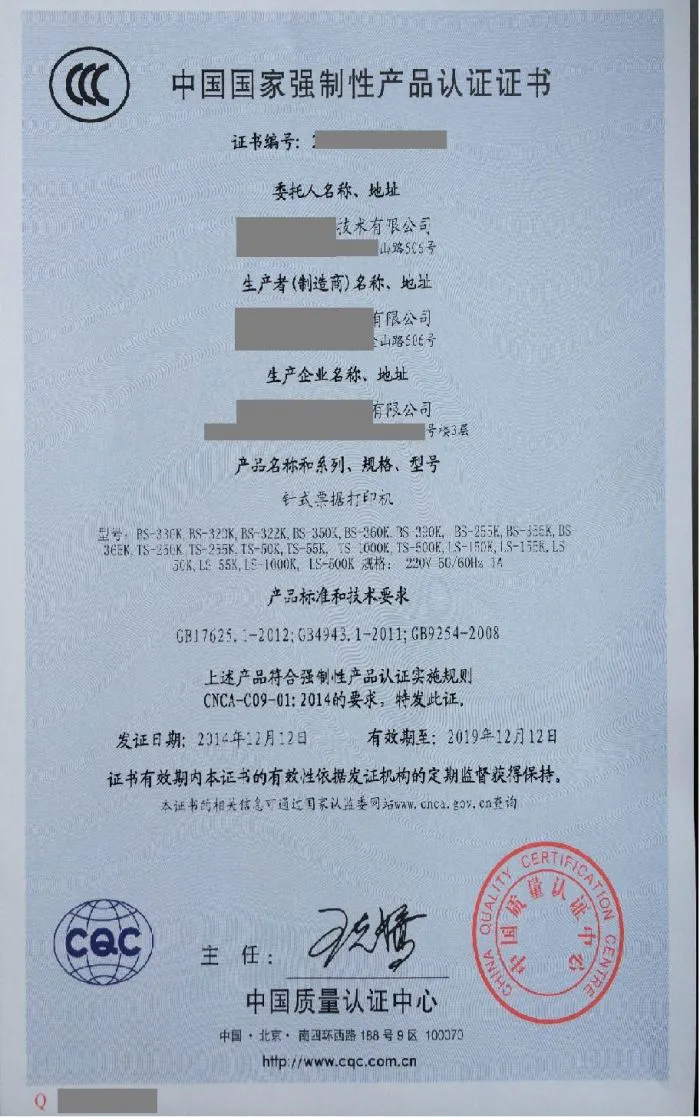 中国国家强制性产品认证证书
证书编号:
委托人名称、地址
技术有限公司
山路506号
生产者(制造商)名称、地址
有限公司
山路506号
生产企业名称、地址
有限公司
号楼3层
产品名称和系列、规格、型号
针式票据打印机
型号: BS-330K,BS-320K,BS-322K,BS-350K,BS-360K,BS-390K, BS-255K,BS-355K,BS
365K,TS-250K,TS-255K,TS-50K,TS-55K, TS-1000K,TS-500K,LS-150K,LS-155K,LS
50K,LS 55K,LS-1000K, LS-500K 规格: 220V 50/60Hz 1A
产品标准和技术要求
GB17625.1-2012;GB4943.1-2011;GB9254-2008
上述产品符合强制性产品认证实施规则
CNCA-C09-01:2014的要求,特发此证。
发证日期: 2014年12月12日 有效期至: 2019年12月12日
证书有效期内本证书的有效性依据发证机构的定期监督获得保持。
本证书的相关信息可通过国家认监委网站www.cnca.gov.cn查询
CHINA QUALITY CERTIFICATION CENTRE
中国质量认证中心
CQC
主任:
中国质量认证中心
中国·北京·南四环西路188号9区 100070
http://www.cqc.com.cn
Q